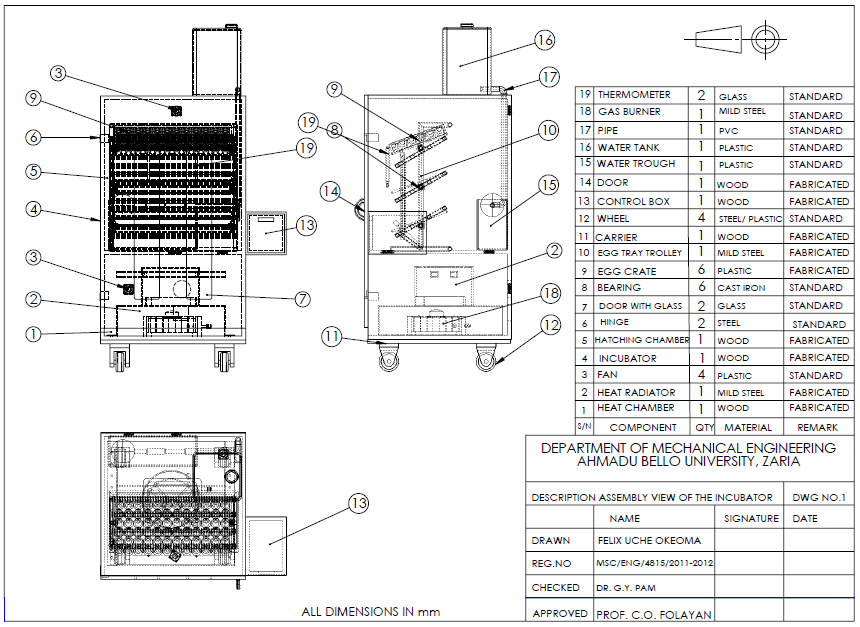 3
9
6
5
4
3
2
1
19
13
7
16
17
9
19
8
10
14
15
2
18
11
12
13
19 THERMOMETER 2 GLASS STANDARD
18 GAS BURNER 1 MILD STEEL STANDARD
17 PIPE 1 PVC STANDARD
16 WATER TANK 1 PLASTIC STANDARD
15 WATER TROUGH 1 PLASTIC STANDARD
14 DOOR 1 WOOD FABRICATED
13 CONTROL BOX 1 WOOD FABRICATED
12 WHEEL 4 STEEL/ PLASTIC STANDARD
11 CARRIER 1 WOOD FABRICATED
10 EGG TRAY TROLLEY 1 MILD STEEL FABRICATED
9 EGG CRATE 6 PLASTIC FABRICATED
8 BEARING 6 CAST IRON STANDARD
7 DOOR WITH GLASS 2 GLASS STANDARD
6 HINGE 2 STEEL STANDARD
5 HATCHING CHAMBER 1 WOOD FABRICATED
4 INCUBATOR 1 WOOD FABRICATED
3 FAN 4 PLASTIC STANDARD
2 HEAT RADIATOR 1 MILD STEEL FABRICATED
1 HEAT CHAMBER 1 WOOD FABRICATED
S/N COMPONENT QTY MATERIAL REMARK
DEPARTMENT OF MECHANICAL ENGINEERING
AHMADU BELLO UNIVERSITY, ZARIA
DESCRIPTION ASSEMBLY VIEW OF THE INCUBATOR DWG NO.1
NAME SIGNATURE DATE
DRAWN FELIX UCHE OKEOMA
REG.NO MSC/ENG/4815/2011-2012
CHECKED DR. G.Y. PAM
APPROVED PROF. C.O. FOLAYAN
ALL DIMENSIONS IN mm